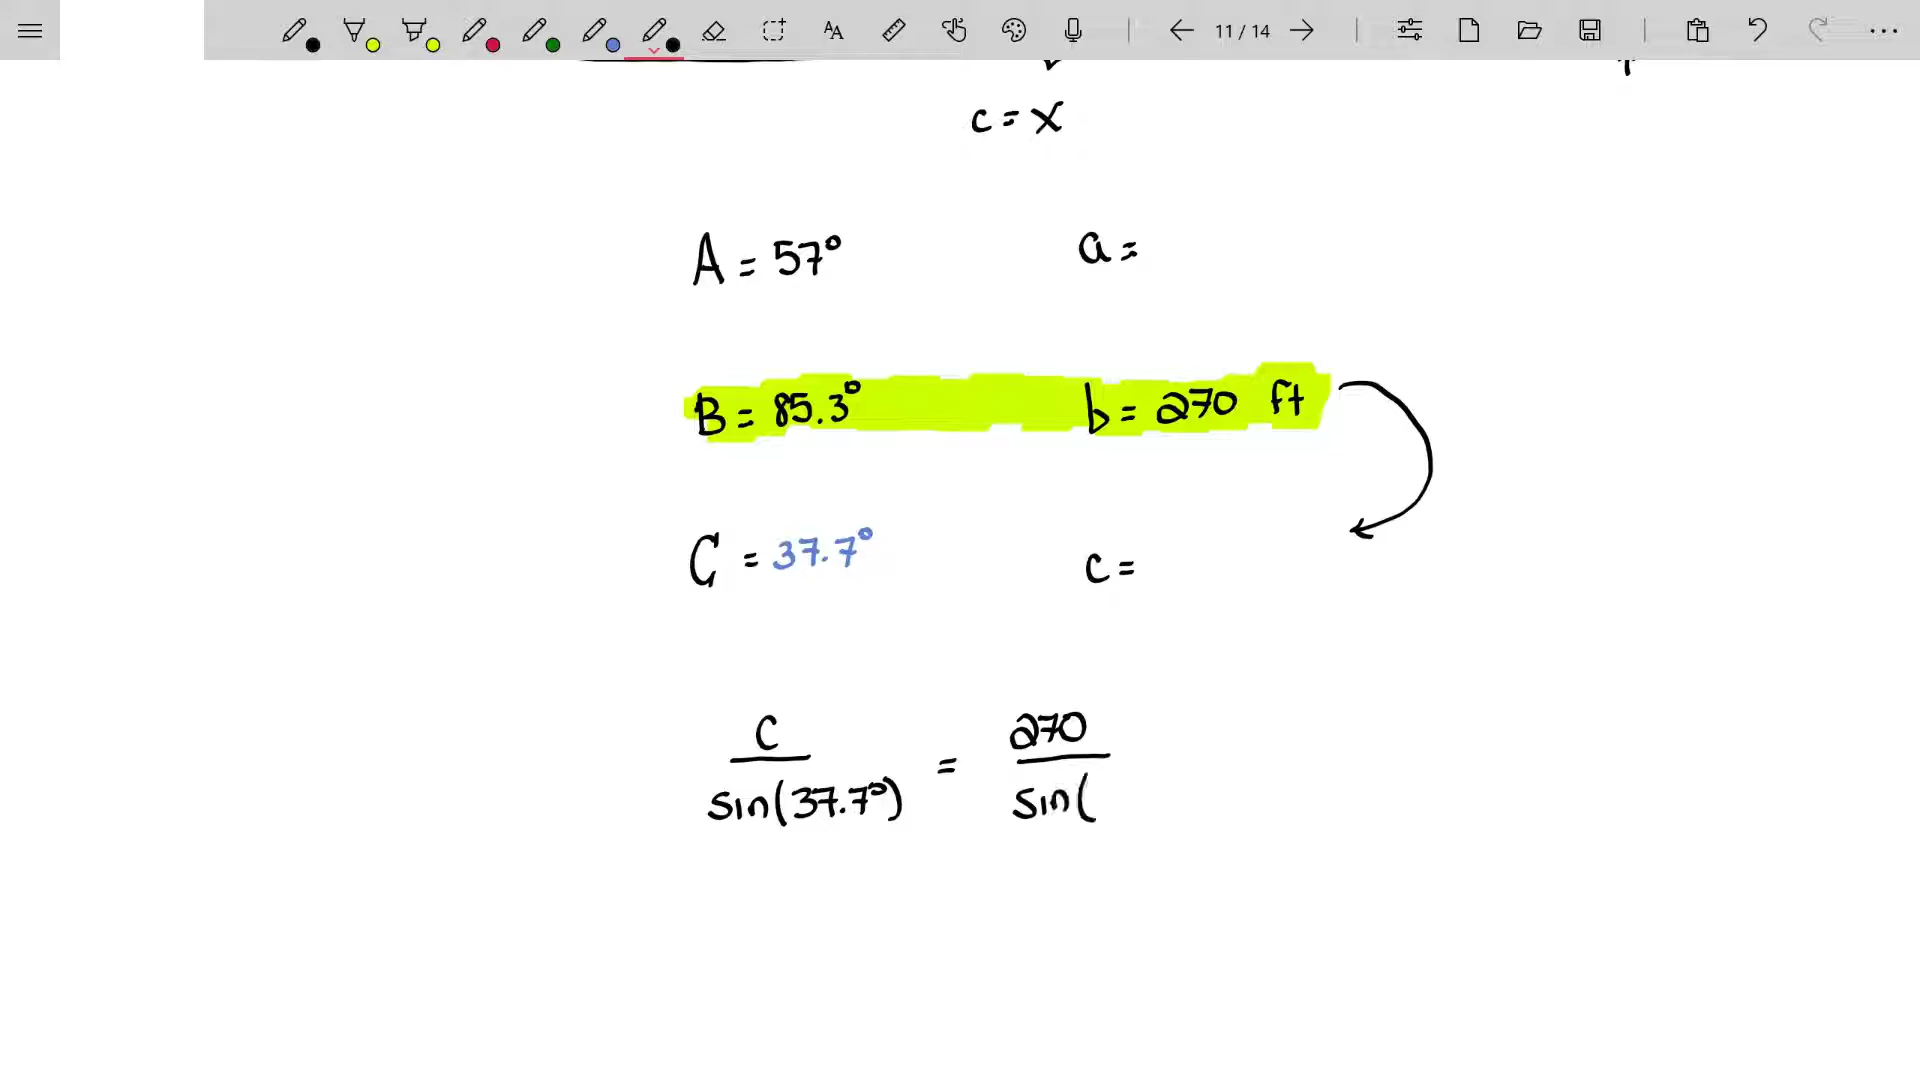 11 / 14
c = x
A = 57° a =
B = 85.3° b = 270 ft
C = 37.7° c =
c / sin(37.7°) = 270 / sin(